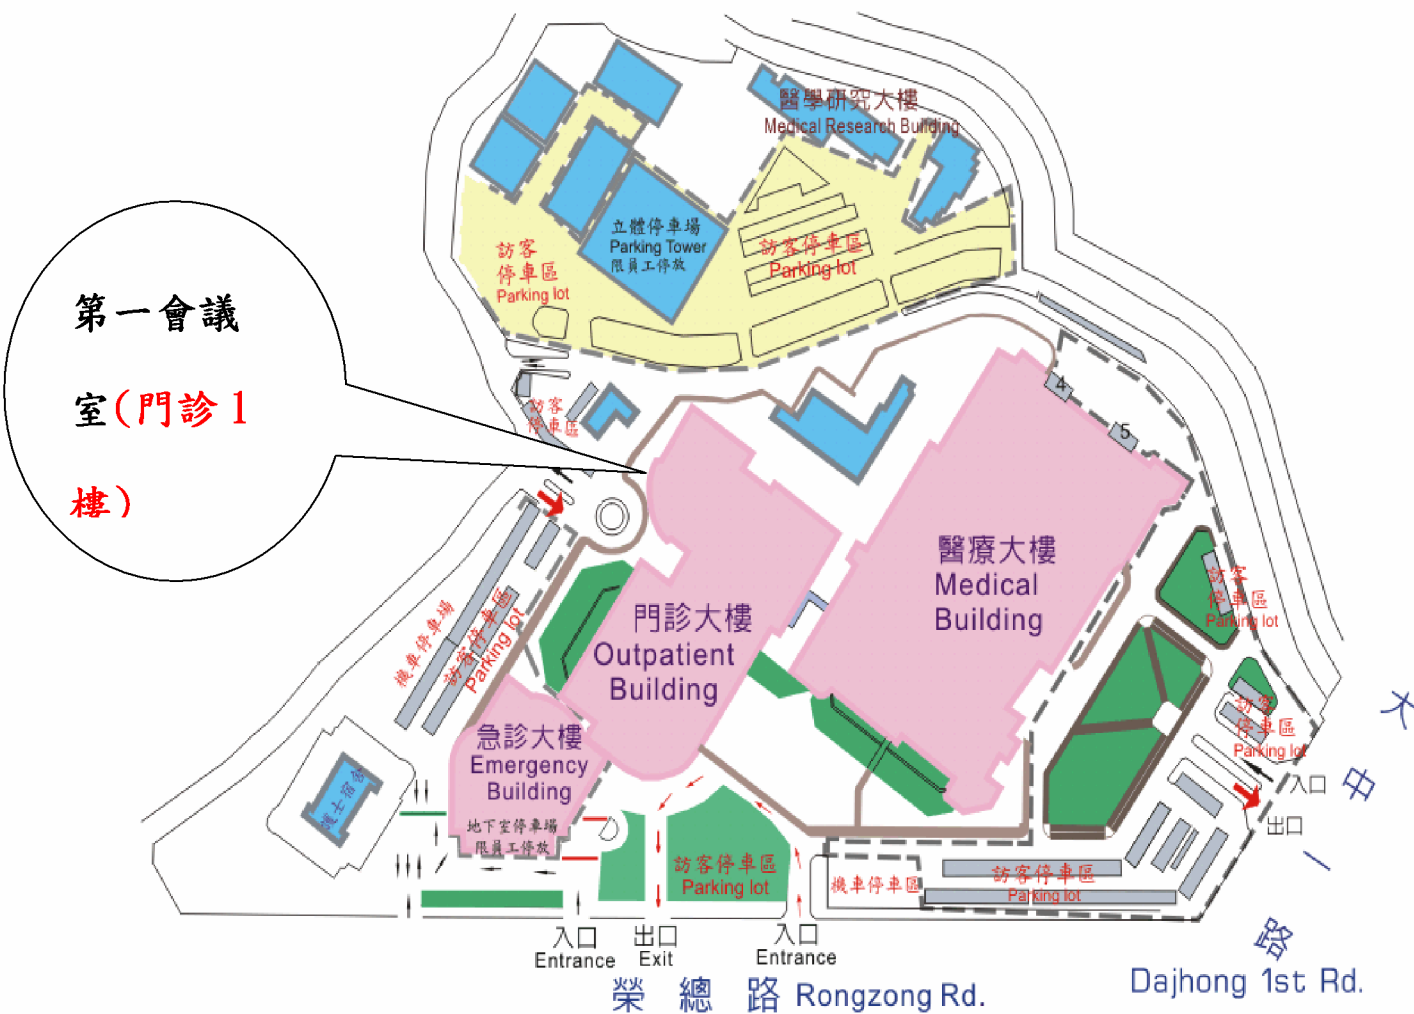 醫學研究大樓
Medical Research Building
立體停車場
Parking Tower
限員工停放
訪客
停車區
Parking lot
訪客停車區
Parking lot
第一會議
室(門診1
樓)
訪客
停車區
4
5
醫療大樓
Medical
Building
門診大樓
Outpatient
Building
機車停車場
訪客停車區
Parking lot
急診大樓
Emergency
Building
地下室停車場
限員工停放
護士宿舍
訪客
停車區
Parking lot
訪客
停車區
Parking lot
入口
出口
訪客停車區
Parking lot
機車停車區
訪客停車區
Parking lot
入口
Entrance
出口
Exit
入口
Entrance
榮總路 Rongzong Rd.
大中一路
Dajhong 1st Rd.